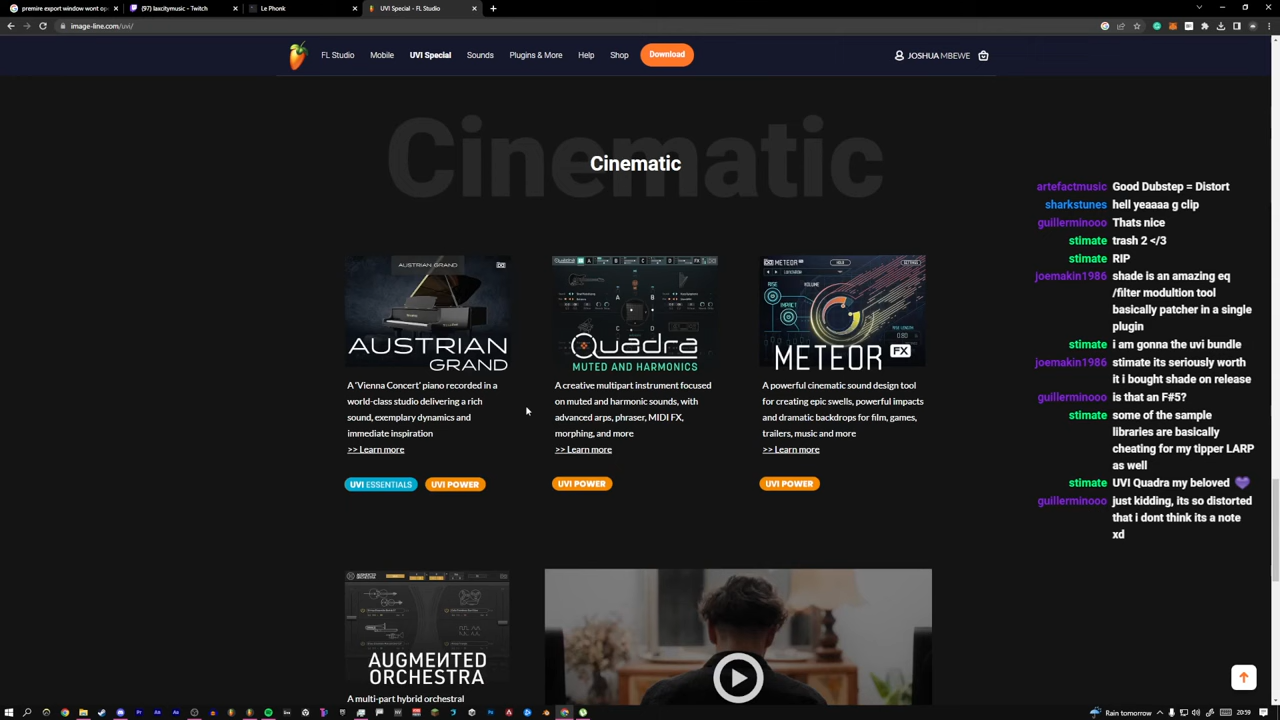 premire export window wont op
(97) laxcitymusic - Twitch
Le Phonk
UVI Special - FL Studio
image-line.com/uvi/
FL Studio
Mobile
UVI Special
Sounds
Plugins & More
Help
Shop
Download
JOSHUA MBEWE
Cinematic
Cinematic
AUSTRIAN GRAND
AUSTRIAN
GRAND
A 'Vienna Concert' piano recorded in a
world-class studio delivering a rich
sound, exemplary dynamics and
immediate inspiration
>> Learn more
UVI ESSENTIALS
UVI POWER
Quadra
MUTED AND HARMONICS
A creative multipart instrument focused
on muted and harmonic sounds, with
advanced arps, phraser, MIDI FX,
morphing, and more
>> Learn more
UVI POWER
METEOR
RISE
VOLUME
IMPACT
METEOR FX
A powerful cinematic sound design tool
for creating epic swells, powerful impacts
and dramatic backdrops for film, games,
trailers, music and more
>> Learn more
UVI POWER
AUGMENTED
ORCHESTRA
A multi-part hybrid orchestral
artefactmusic Good Dubstep = Distort
sharkstunes hell yeaaaa g clip
guillerminooo Thats nice
stimate trash 2 </3
stimate RIP
joemakin1986 shade is an amazing eq
/filter modultion tool
basically patcher in a single
plugin
stimate i am gonna the uvi bundle
joemakin1986 stimate its seriously worth
it i bought shade on release
guillerminooo is that an F#5?
stimate some of the sample
libraries are basically
cheating for my tipper LARP
as well
stimate UVI Quadra my beloved
guillerminooo just kidding, its so distorted
that i dont think its a note
xd
Rain tomorrow
20:59